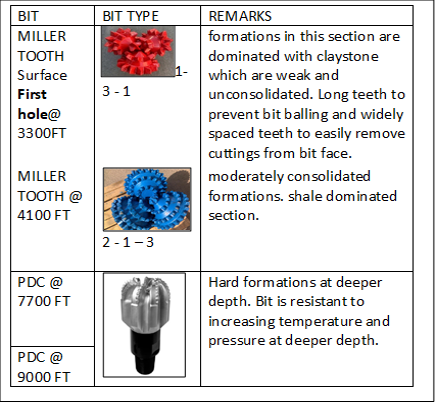 BIT BIT TYPE REMARKS
MILLER
TOOTH
Surface
First
hole@
3300FT
1-
3 - 1
formations in this section are
dominated with claystone
which are weak and
unconsolidated. Long teeth to
prevent bit balling and widely
spaced teeth to easily remove
cuttings from bit face.
MILLER
TOOTH @
4100 FT
2 - 1 – 3
moderately consolidated
formations. shale dominated
section.
PDC @
7700 FT
Hard formations at deeper
depth. Bit is resistant to
increasing temperature and
pressure at deeper depth.
PDC @
9000 FT